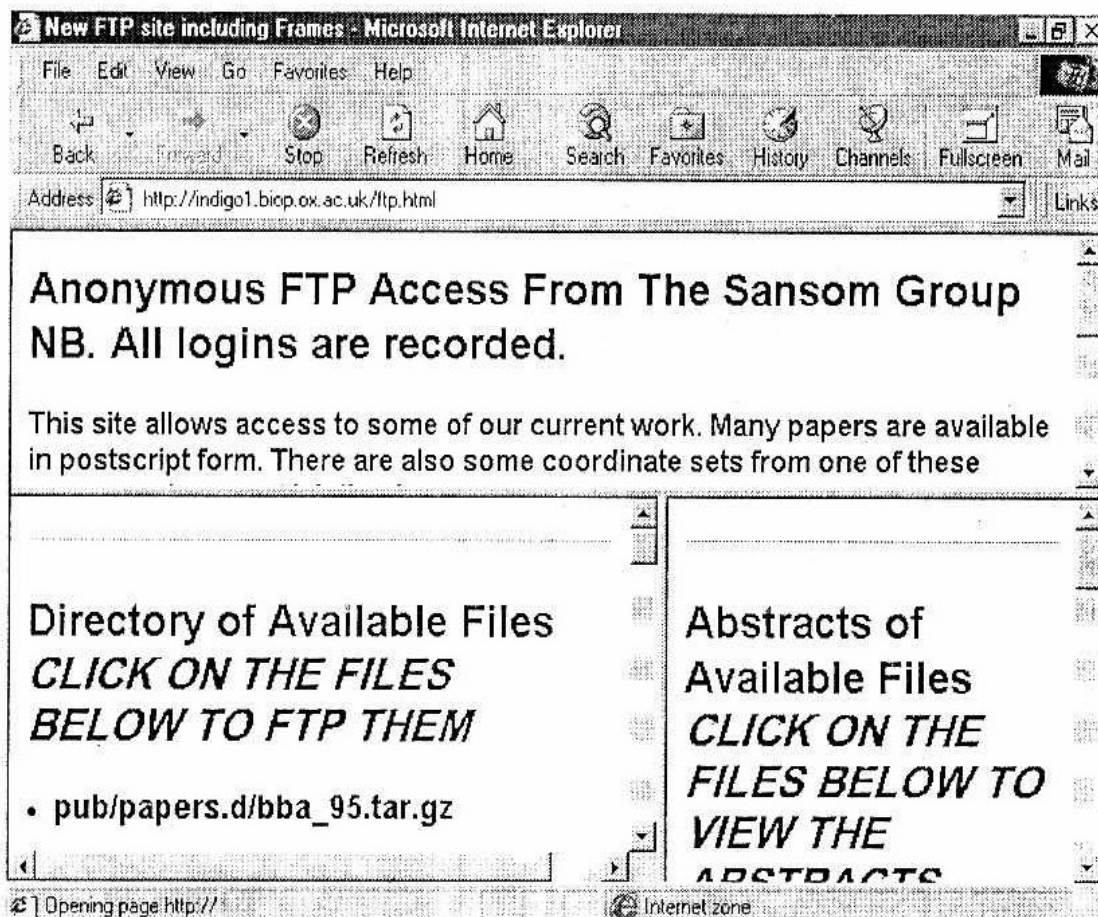 New FTP site including Frames - Microsoft Internet Explorer
File Edit View Go Favorites Help
Back Forward Stop Refresh Home Search Favorites History Channels Fullscreen Mail
Address http://indigo1.biop.ox.ac.uk/ftp.html Links
Anonymous FTP Access From The Sansom Group
NB. All logins are recorded.
This site allows access to some of our current work. Many papers are available
in postscript form. There are also some coordinate sets from one of these
Directory of Available Files
CLICK ON THE FILES
BELOW TO FTP THEM
• pub/papers.d/bba_95.tar.gz
Abstracts of
Available Files
CLICK ON THE
FILES BELOW TO
VIEW THE
ABSTRACTS
Opening page http:// Internet zone